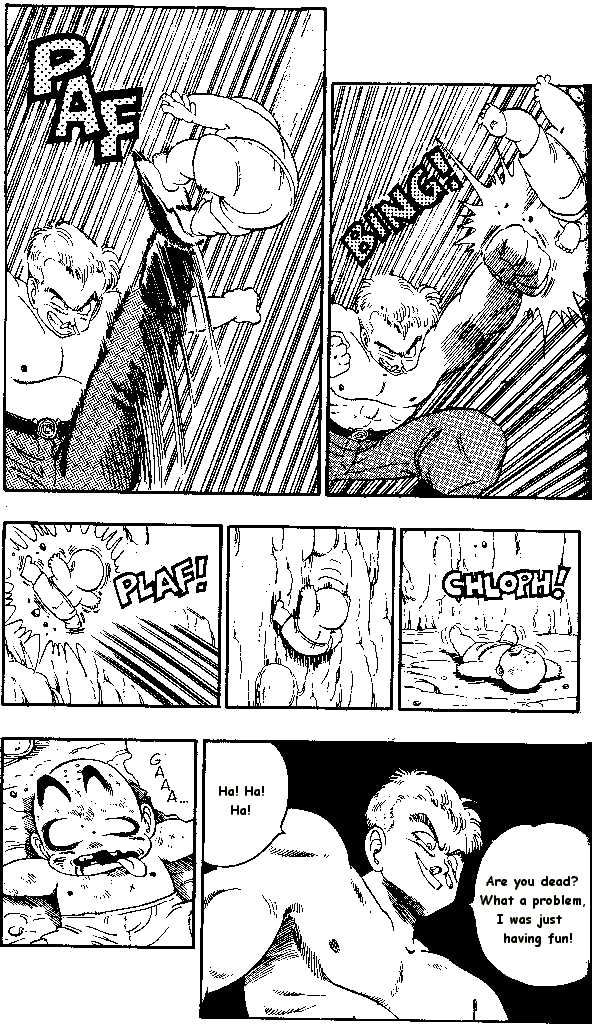 PAF
BING!
PLAF!
CHLOPH!
GAAA...
Ha! Ha!
Ha!
Are you dead?
What a problem,
I was just
having fun!